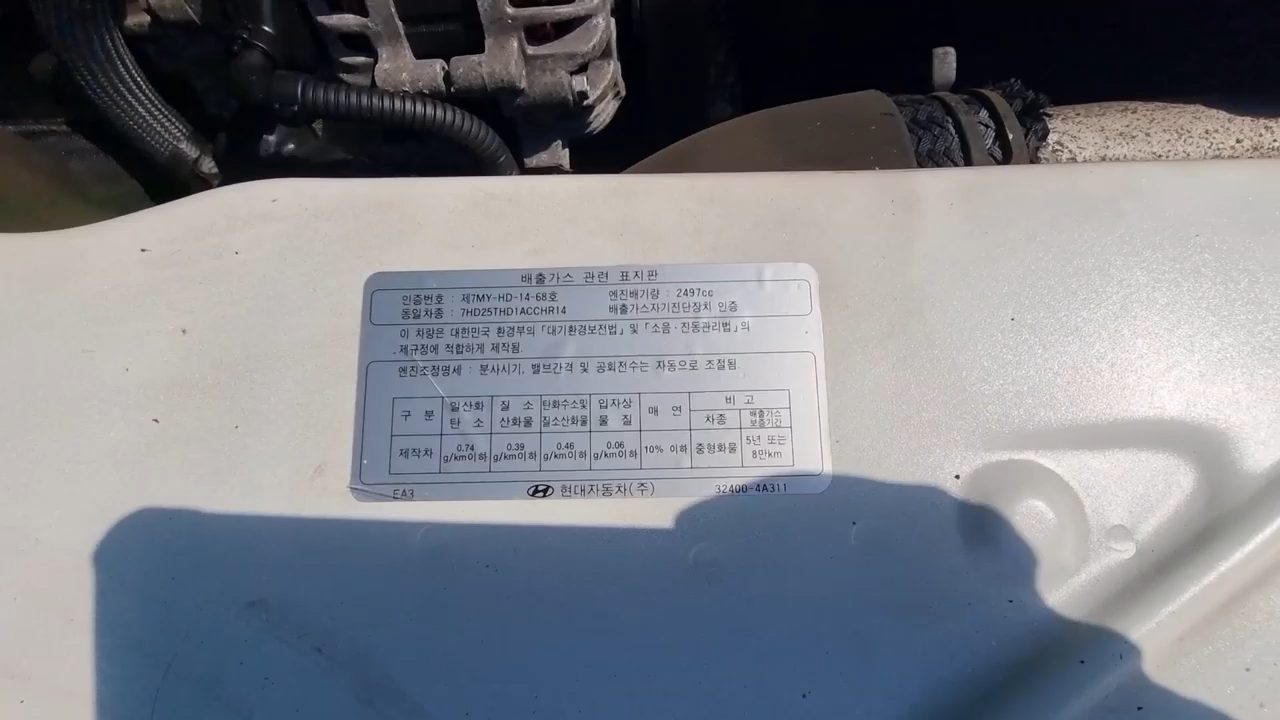 배출가스 관련 표지판
인증번호 : 제7MY-HD-14-68호 엔진배기량 : 2497cc
동일차종 : 7HD25THD1ACCHR14 배출가스자기진단장치 인증
이 차량은 대한민국 환경부의 「대기환경보전법」 및 「소음·진동관리법」의
제규정에 적합하게 제작됨.
엔진조정명세 : 분사시기, 밸브간격 및 공회전수는 자동으로 조절됨.
구 분 일산화 탄 소 질 소 산화물 탄화수소및 질소산화물 입자상 물 질 매 연 비 고
차종 배출가스 보증기간
제작차 0.74 g/km이하 0.39 g/km이하 0.46 g/km이하 0.06 g/km이하 10% 이하 중형화물 5년 또는 8만km
EA3 현대자동차(주) 32400-4A311